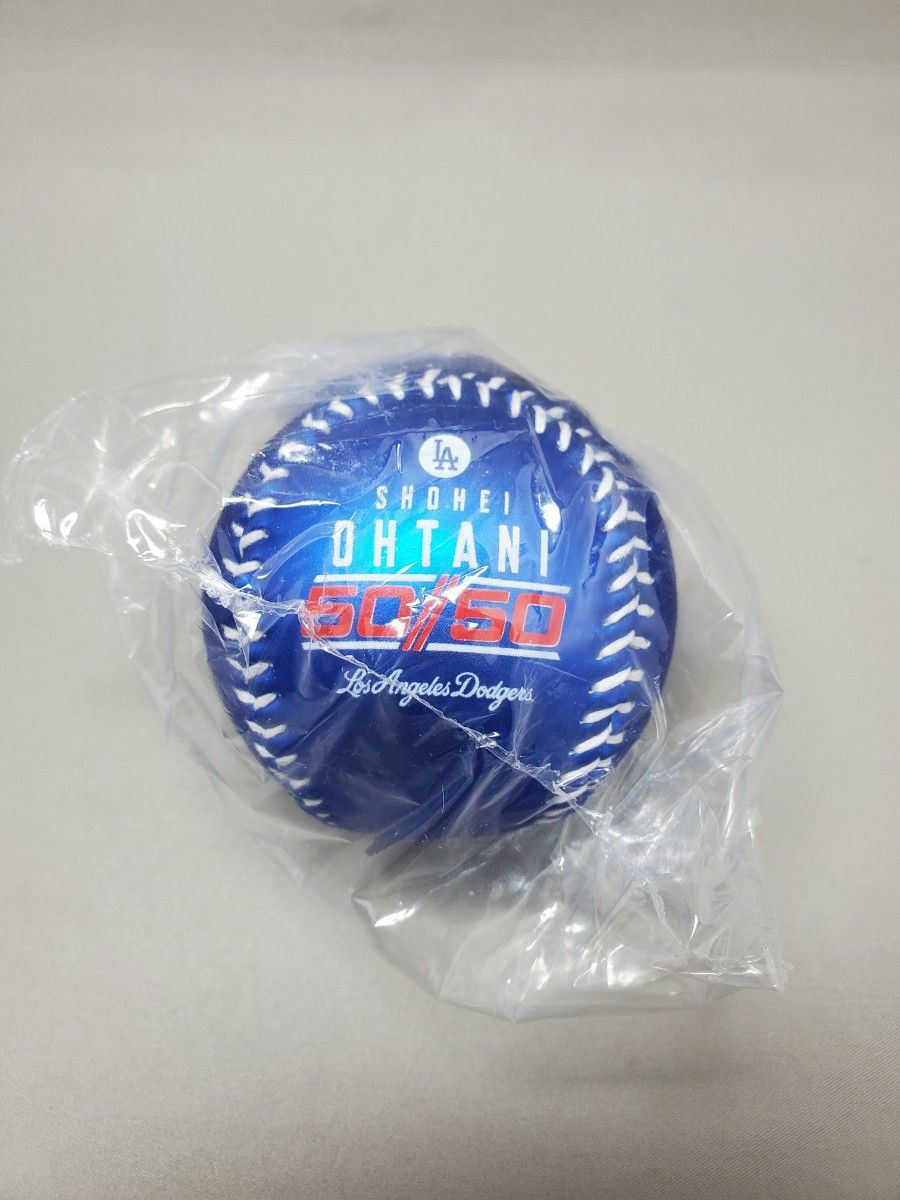 LA
SHOHEI
OHTANI
50//50
Los Angeles Dodgers